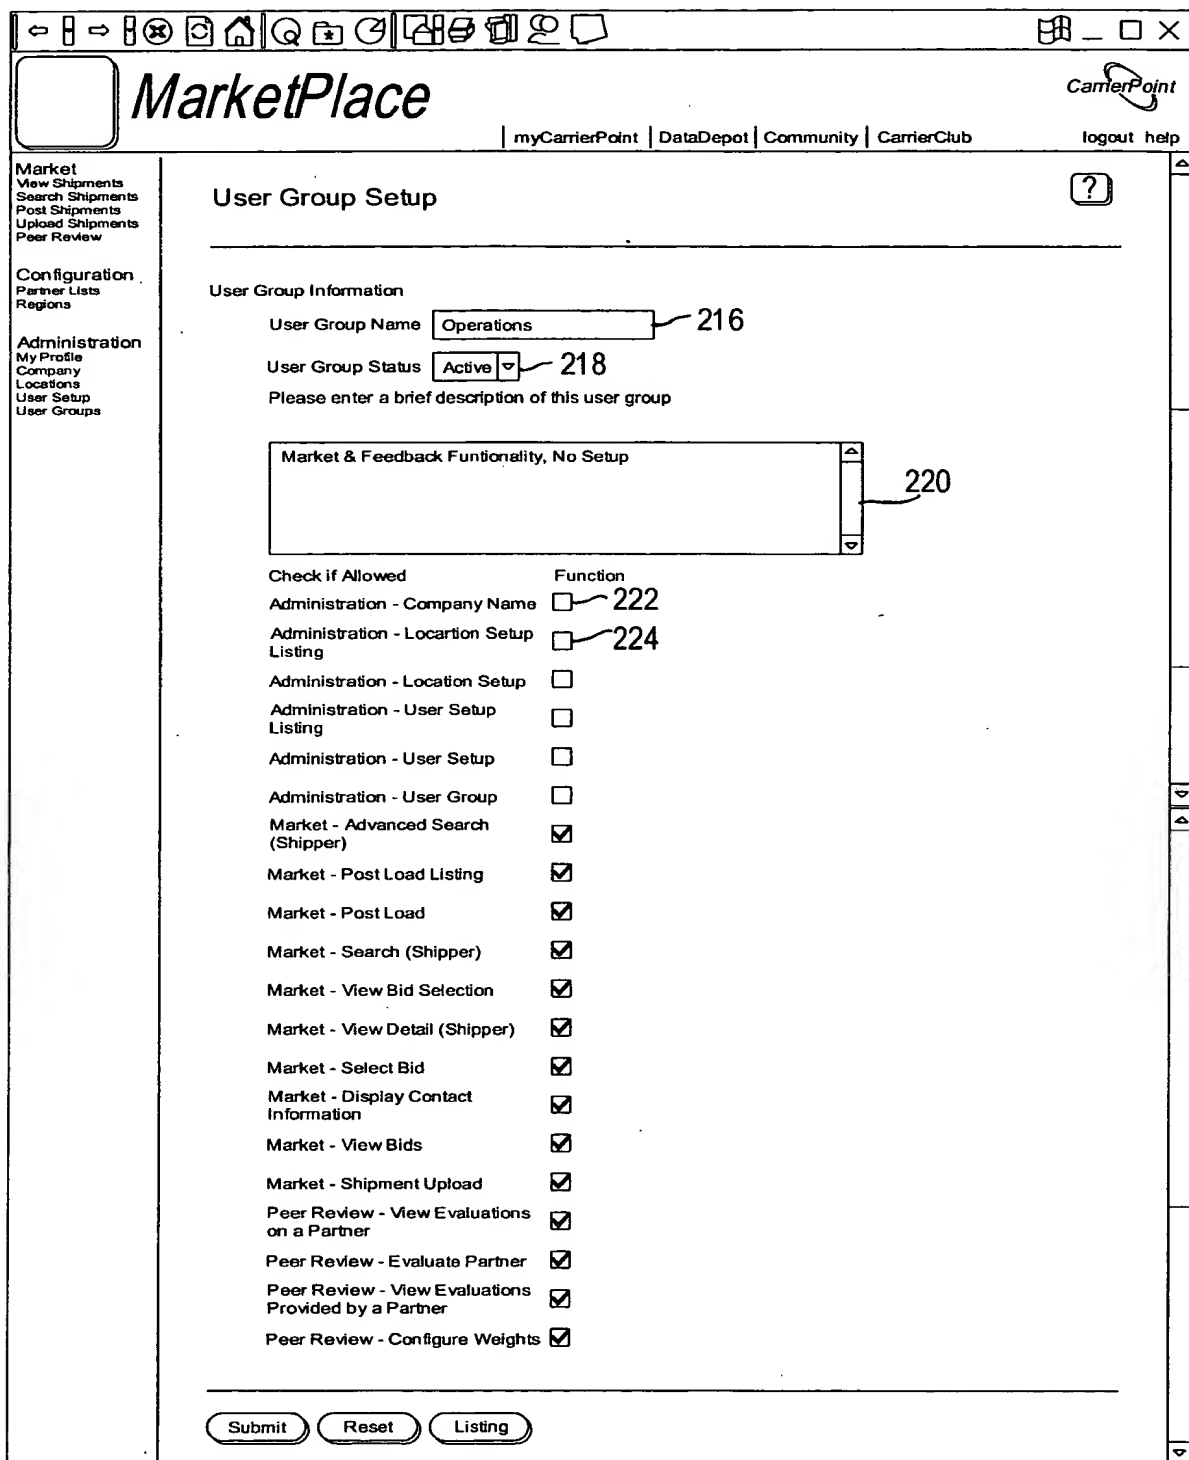 MarketPlace
CarrierPoint
myCarrierPoint | DataDepot | Community | CarrierClub
logout help
Market
View Shipments
Search Shipments
Post Shipments
Upload Shipments
Peer Review
Configuration
Partner Lists
Regions
Administration
My Profile
Company
Locations
User Setup
User Groups
User Group Setup
?
User Group Information
User Group Name Operations 216
User Group Status Active 218
Please enter a brief description of this user group
Market & Feedback Funtionality, No Setup
220
Check if Allowed Function
Administration - Company Name 222
Administration - Locartion Setup
Listing
224
Administration - Location Setup
Administration - User Setup
Listing
Administration - User Setup
Administration - User Group
Market - Advanced Search
(Shipper)
Market - Post Load Listing
Market - Post Load
Market - Search (Shipper)
Market - View Bid Selection
Market - View Detail (Shipper)
Market - Select Bid
Market - Display Contact
Information
Market - View Bids
Market - Shipment Upload
Peer Review - View Evaluations
on a Partner
Peer Review - Evaluate Partner
Peer Review - View Evaluations
Provided by a Partner
Peer Review - Configure Weights
Submit Reset Listing